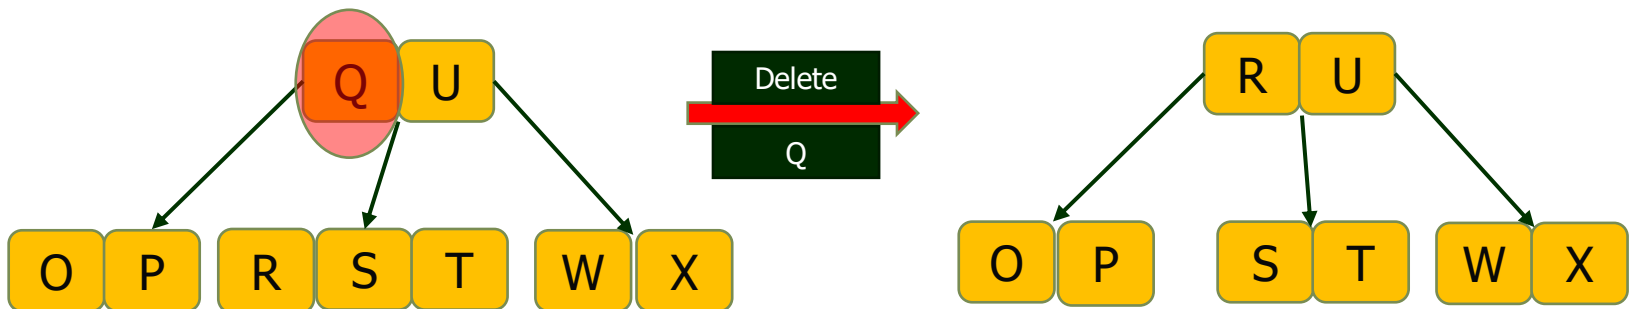 Q U
Delete
Q
R U
O P R S T W X
O P S T W X